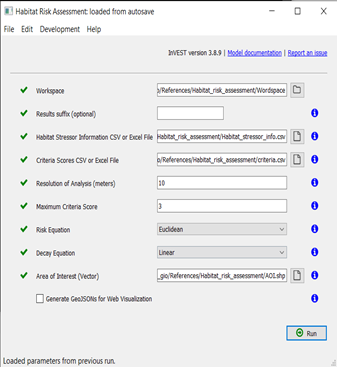 Habitat Risk Assessment: loaded from autosave
File Edit Development Help
InVEST version 3.8.9 | Model documentation | Report an issue
Workspace
o/References/Habitat_risk_assessment/Wordspace
Results suffix (optional)
Habitat Stressor Information CSV or Excel File
Habitat_risk_assessment/Habitat_stressor_info.csv
Criteria Scores CSV or Excel File
o/References/Habitat_risk_assessment/criteria.csv
Resolution of Analysis (meters)
10
Maximum Criteria Score
3
Risk Equation
Euclidean
Decay Equation
Linear
Area of Interest (Vector)
_gio/References/Habitat_risk_assessment/AOI.shp
Generate GeoJSONs for Web Visualization
Run
Loaded parameters from previous run.